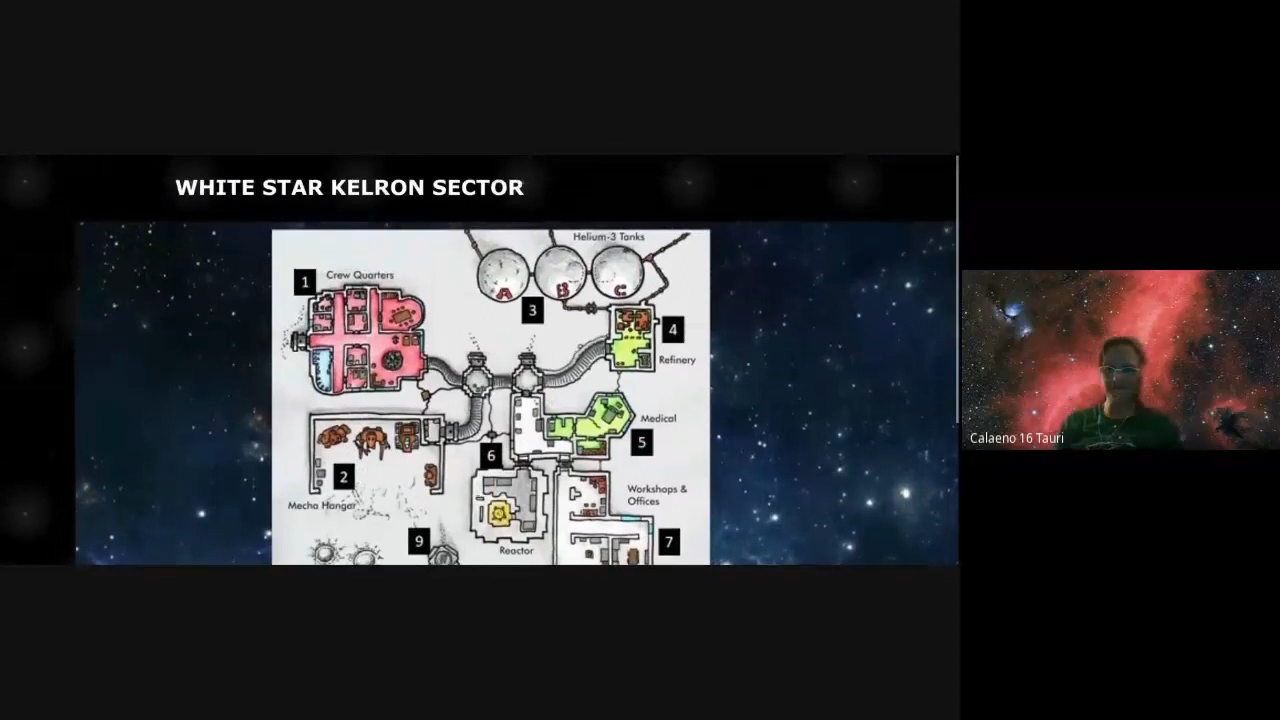 WHITE STAR KELRON SECTOR
Helium-3 Tanks
1
Crew Quarters
A
B
C
3
4
Refinery
Medical
5
6
2
Mecha Hangar
Workshops &
Offices
9
Reactor
7
Calaeno 16 Tauri